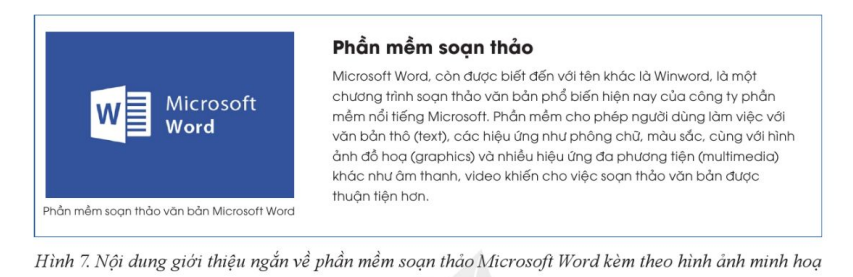 Microsoft
Word
W
Phần mềm soạn thảo văn bản Microsoft Word
Phần mềm soạn thảo
Microsoft Word, còn được biết đến với tên khác là Winword, là một
chương trình soạn thảo văn bản phổ biến hiện nay của công ty phần
mềm nổi tiếng Microsoft. Phần mềm cho phép người dùng làm việc với
văn bản thô (text), các hiệu ứng như phông chữ, màu sắc, cùng với hình
ảnh đồ hoạ (graphics) và nhiều hiệu ứng đa phương tiện (multimedia)
khác như âm thanh, video khiến cho việc soạn thảo văn bản được
thuận tiện hơn.
Hình 7. Nội dung giới thiệu ngắn về phần mềm soạn thảo Microsoft Word kèm theo hình ảnh minh hoạ